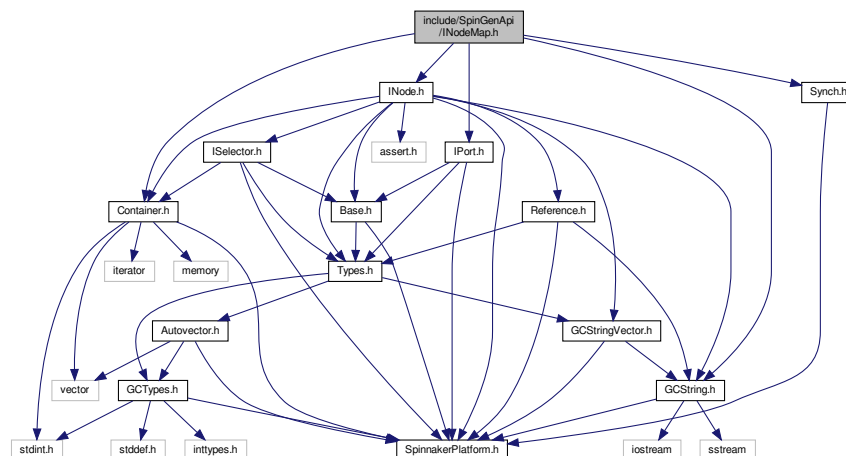 include/SpinGenApi
/INodeMap.h
INode.h
Synch.h
ISelector.h
assert.h
IPort.h
Container.h
Base.h
Reference.h
iterator
memory
Types.h
Autovector.h
GCStringVector.h
vector
GCTypes.h
GCString.h
stdint.h
stddef.h
inttypes.h
SpinnakerPlatform.h
iostream
sstream